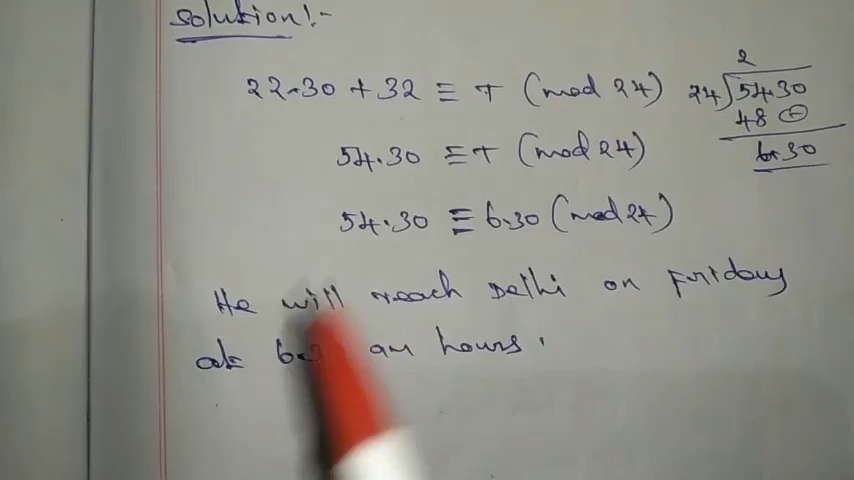 solution:-
22.30 + 32 ≡ T (mod 24)
54.30 ≡ T (mod 24)
54.30 ≡ 6.30 (mod 24)
He will reach Delhi on Friday
at am hours.
2
24)54.30
48 (-)
6.30